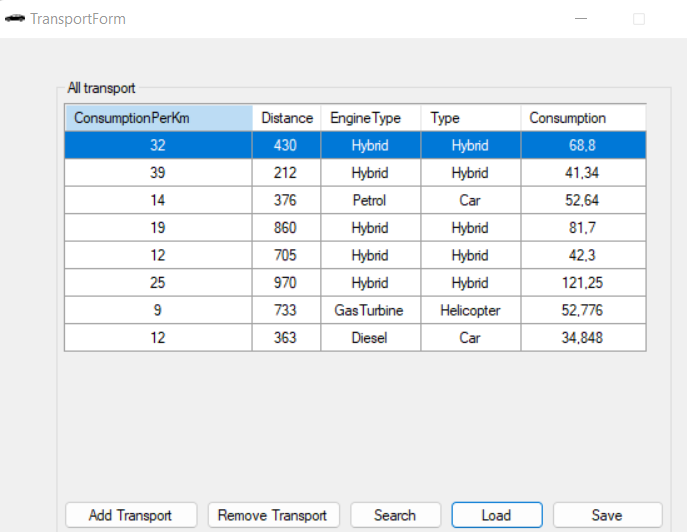 TransportForm
All transport
ConsumptionPerKm Distance EngineType Type Consumption
32 430 Hybrid Hybrid 68,8
39 212 Hybrid Hybrid 41,34
14 376 Petrol Car 52,64
19 860 Hybrid Hybrid 81,7
12 705 Hybrid Hybrid 42,3
25 970 Hybrid Hybrid 121,25
9 733 GasTurbine Helicopter 52,776
12 363 Diesel Car 34,848
Add Transport Remove Transport Search Load Save